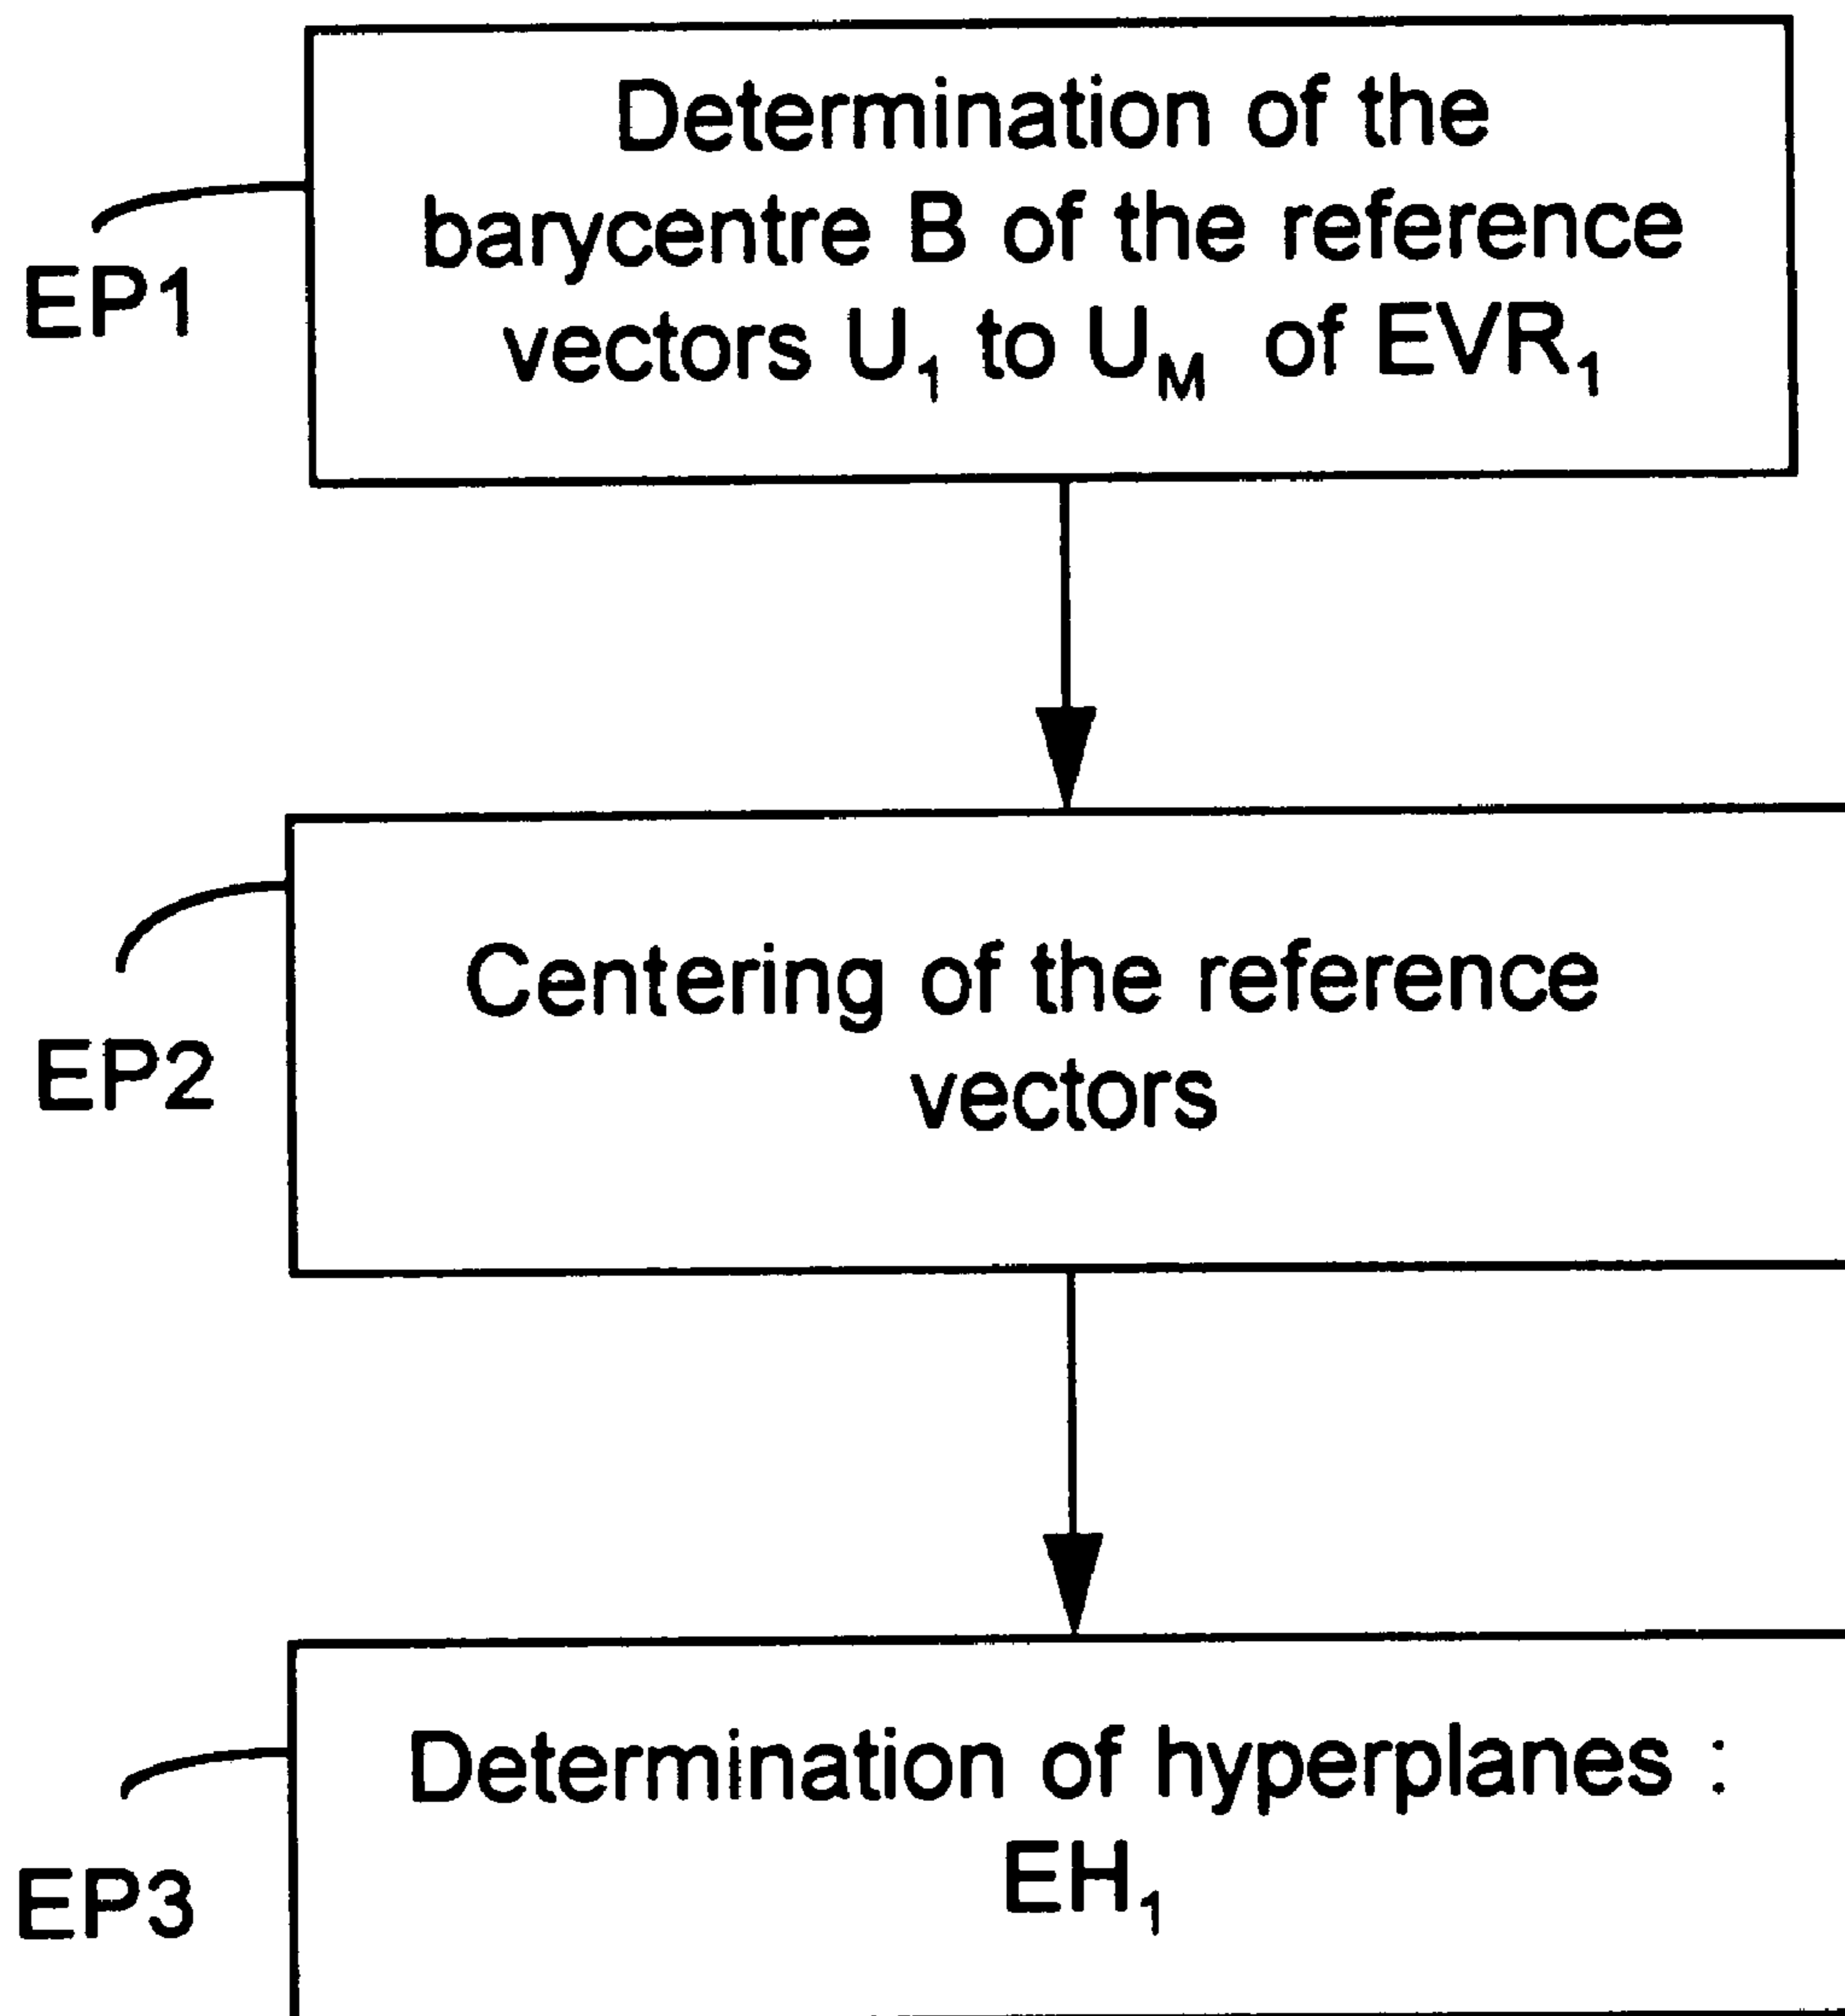 Determination of the
barycentre B of the reference
vectors U₁ to U_M of EVR₁
EP1
Centering of the reference
vectors
EP2
Determination of hyperplanes :
EH₁
EP3